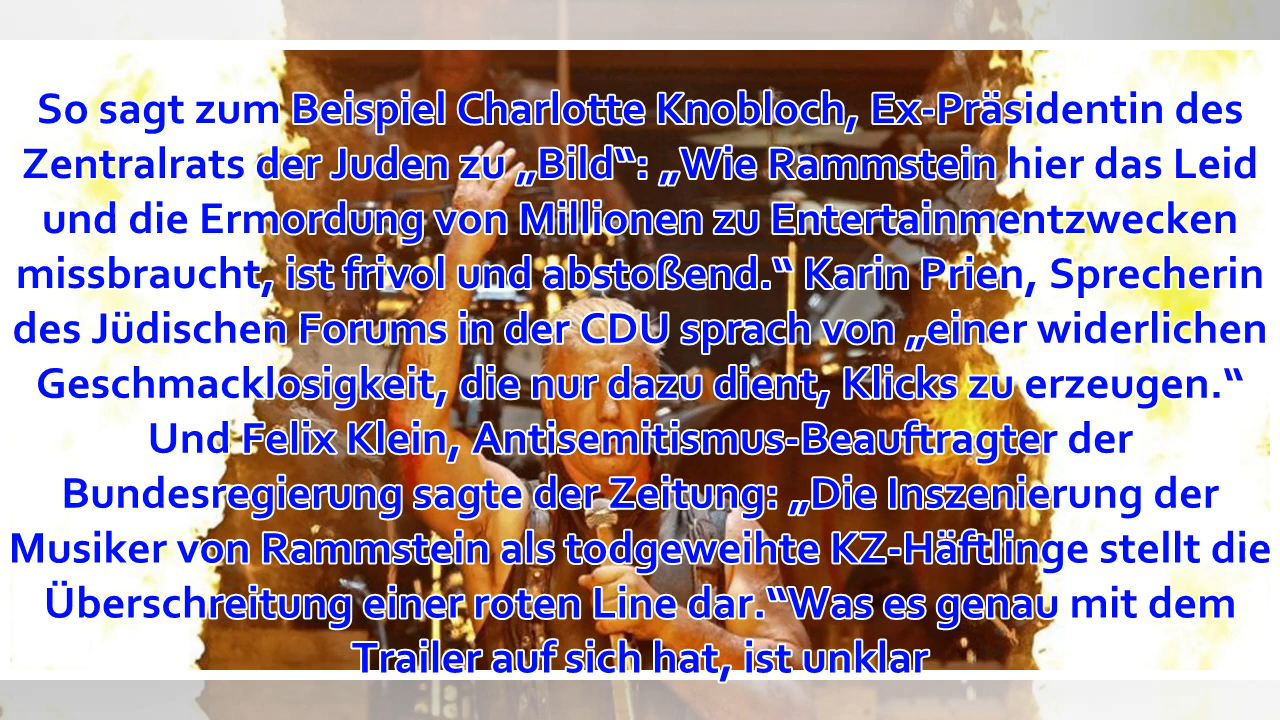 So sagt zum Beispiel Charlotte Knobloch, Ex-Präsidentin des
Zentralrats der Juden zu „Bild“: „Wie Rammstein hier das Leid
und die Ermordung von Millionen zu Entertainmentzwecken
missbraucht, ist frivol und abstoßend.“ Karin Prien, Sprecherin
des Jüdischen Forums in der CDU sprach von „einer widerlichen
Geschmacklosigkeit, die nur dazu dient, Klicks zu erzeugen.“
Und Felix Klein, Antisemitismus-Beauftragter der
Bundesregierung sagte der Zeitung: „Die Inszenierung der
Musiker von Rammstein als todgeweihte KZ-Häftlinge stellt die
Überschreitung einer roten Line dar.“Was es genau mit dem
Trailer auf sich hat, ist unklar